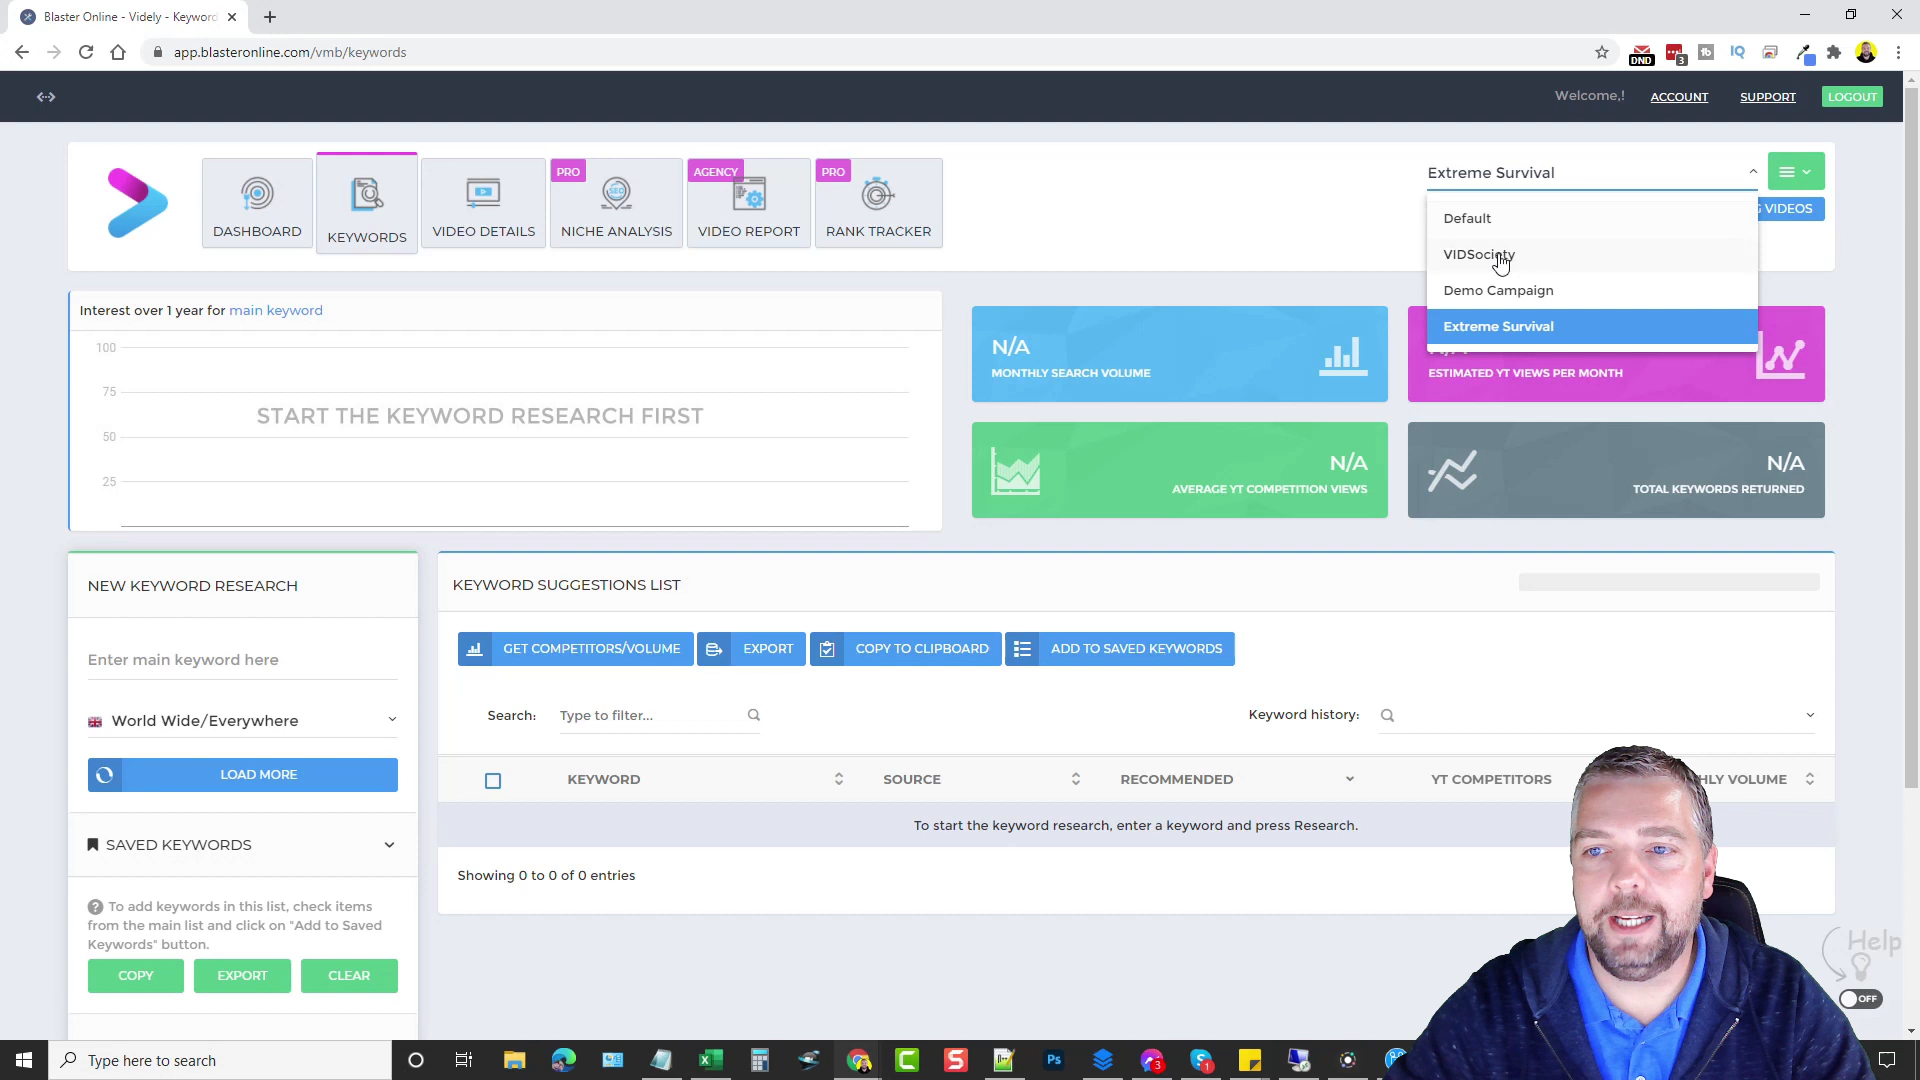 Blaster Online - Videly - Keyword
app.blasteronline.com/vmb/keywords
DND
3
Welcome,!
ACCOUNT
SUPPORT
LOGOUT
DASHBOARD
KEYWORDS
VIDEO DETAILS
PRO
SEO
NICHE ANALYSIS
AGENCY
VIDEO REPORT
PRO
RANK TRACKER
Extreme Survival
Default
VIDSociety
Demo Campaign
Extreme Survival
G VIDEOS
Interest over 1 year for main keyword
100
75
50
25
START THE KEYWORD RESEARCH FIRST
N/A
MONTHLY SEARCH VOLUME
ESTIMATED YT VIEWS PER MONTH
N/A
AVERAGE YT COMPETITION VIEWS
N/A
TOTAL KEYWORDS RETURNED
NEW KEYWORD RESEARCH
Enter main keyword here
World Wide/Everywhere
LOAD MORE
SAVED KEYWORDS
To add keywords in this list, check items
from the main list and click on "Add to Saved
Keywords" button.
COPY
EXPORT
CLEAR
KEYWORD SUGGESTIONS LIST
GET COMPETITORS/VOLUME
EXPORT
COPY TO CLIPBOARD
ADD TO SAVED KEYWORDS
Search:
Type to filter...
Keyword history:
KEYWORD
SOURCE
RECOMMENDED
YT COMPETITORS
HLY VOLUME
To start the keyword research, enter a keyword and press Research.
Showing 0 to 0 of 0 entries
Help
OFF
Type here to search
Ps
3
1